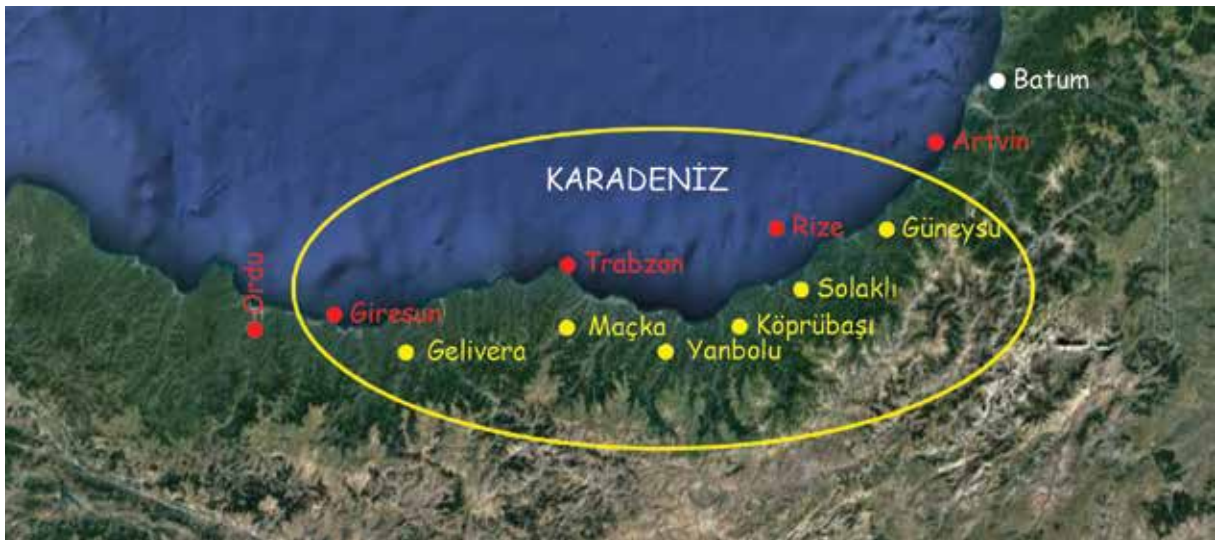 Batum
Artvin
KARADENİZ
Rize
Güneysu
Trabzon
Ordu
Solaklı
Giresun
Maçka
Köprübaşı
Gelivera
Yanbolu